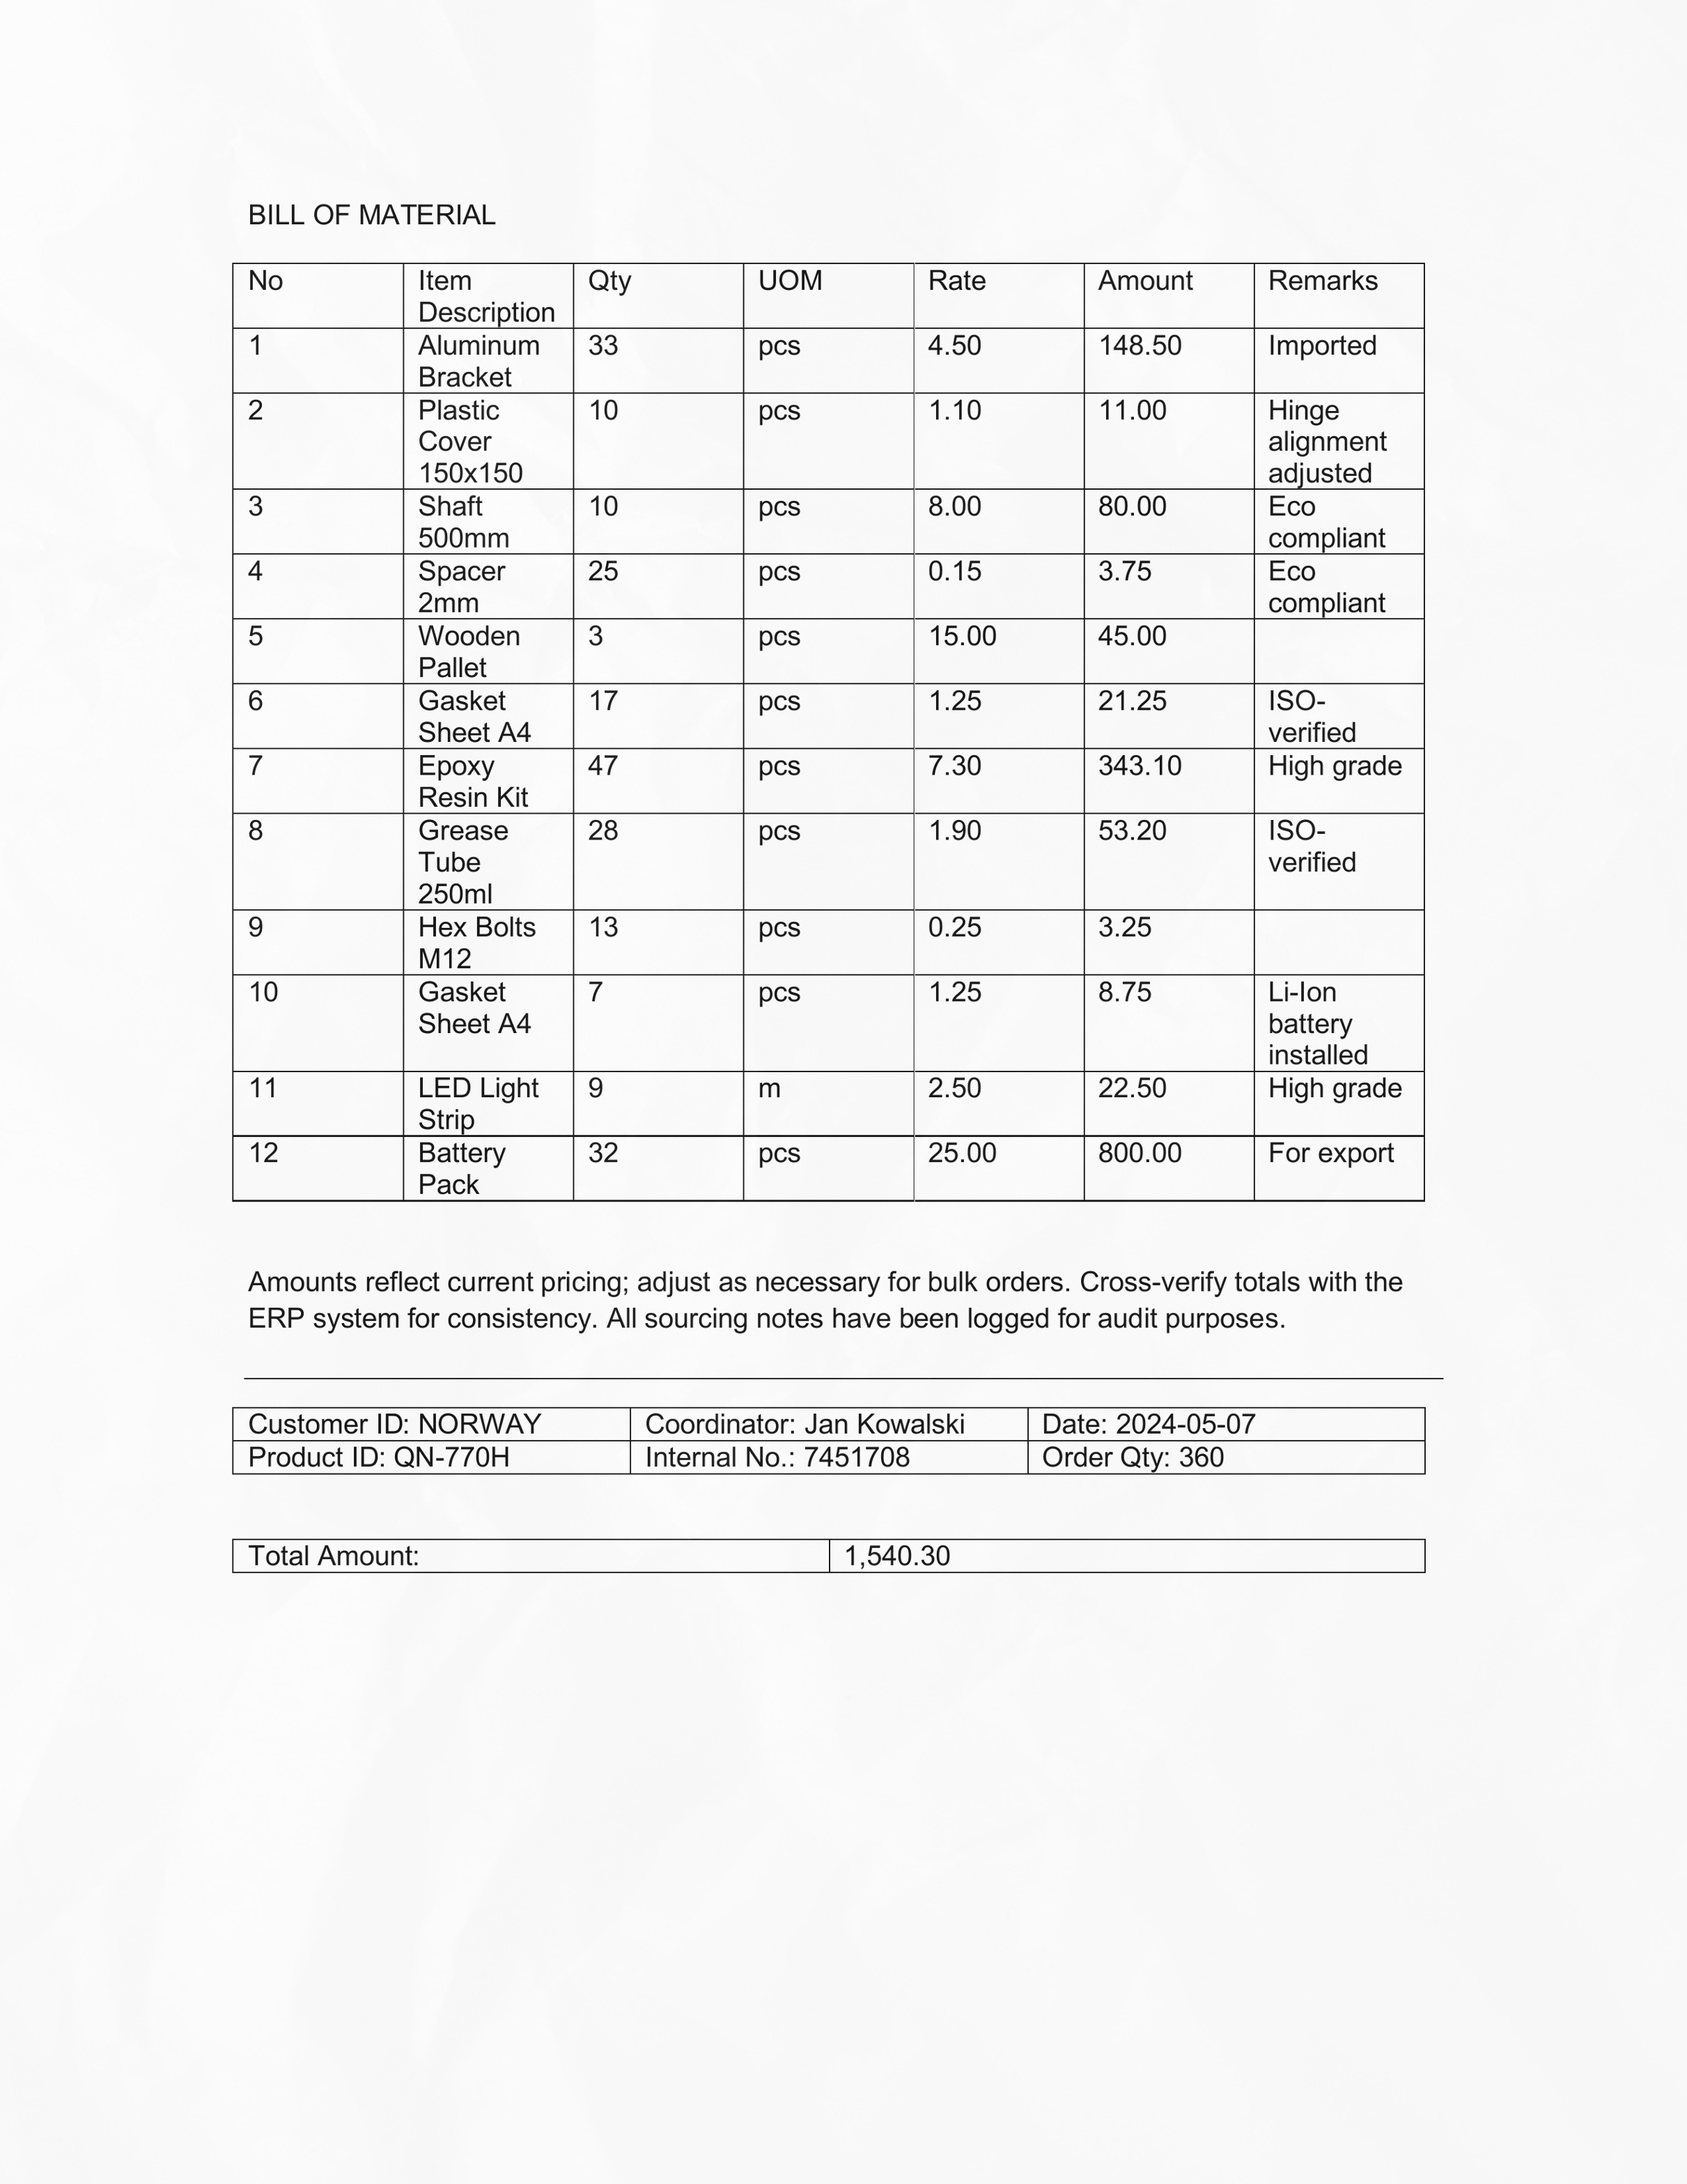 BILL OF MATERIAL
No Item Description Qty UOM Rate Amount Remarks
1 Aluminum Bracket 33 pcs 4.50 148.50 Imported
2 Plastic Cover 150x150 10 pcs 1.10 11.00 Hinge alignment adjusted
3 Shaft 500mm 10 pcs 8.00 80.00 Eco compliant
4 Spacer 2mm 25 pcs 0.15 3.75 Eco compliant
5 Wooden Pallet 3 pcs 15.00 45.00
6 Gasket Sheet A4 17 pcs 1.25 21.25 ISO-verified
7 Epoxy Resin Kit 47 pcs 7.30 343.10 High grade
8 Grease Tube 250ml 28 pcs 1.90 53.20 ISO-verified
9 Hex Bolts M12 13 pcs 0.25 3.25
10 Gasket Sheet A4 7 pcs 1.25 8.75 Li-Ion battery installed
11 LED Light Strip 9 m 2.50 22.50 High grade
12 Battery Pack 32 pcs 25.00 800.00 For export
Amounts reflect current pricing; adjust as necessary for bulk orders. Cross-verify totals with the
ERP system for consistency. All sourcing notes have been logged for audit purposes.
Customer ID: NORWAY Coordinator: Jan Kowalski Date: 2024-05-07
Product ID: QN-770H Internal No.: 7451708 Order Qty: 360
Total Amount: 1,540.30